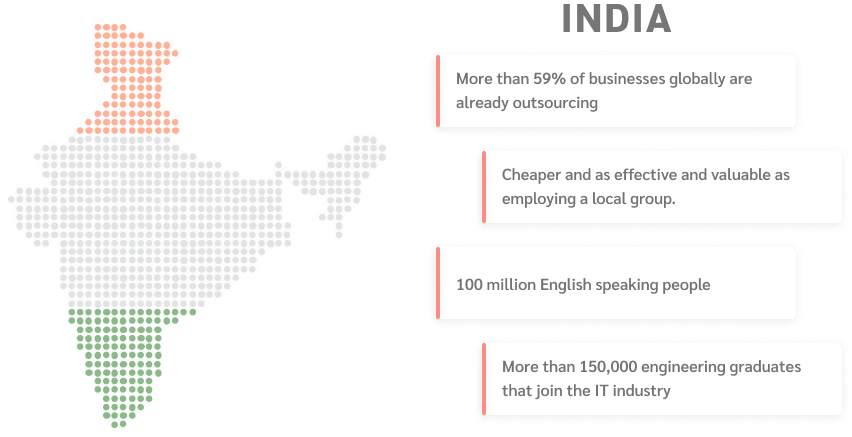 INDIA
More than 59% of businesses globally are
already outsourcing
Cheaper and as effective and valuable as
employing a local group.
100 million English speaking people
More than 150,000 engineering graduates
that join the IT industry